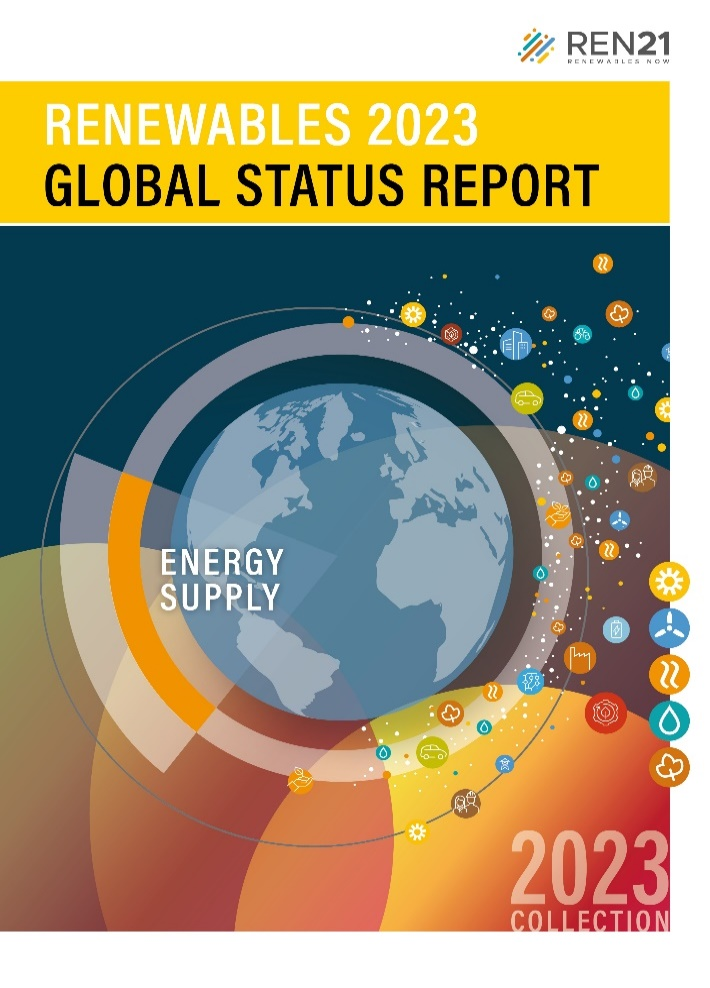 REN21
RENEWABLES NOW
RENEWABLES 2023
GLOBAL STATUS REPORT
ENERGY
SUPPLY
2023
COLLECTION